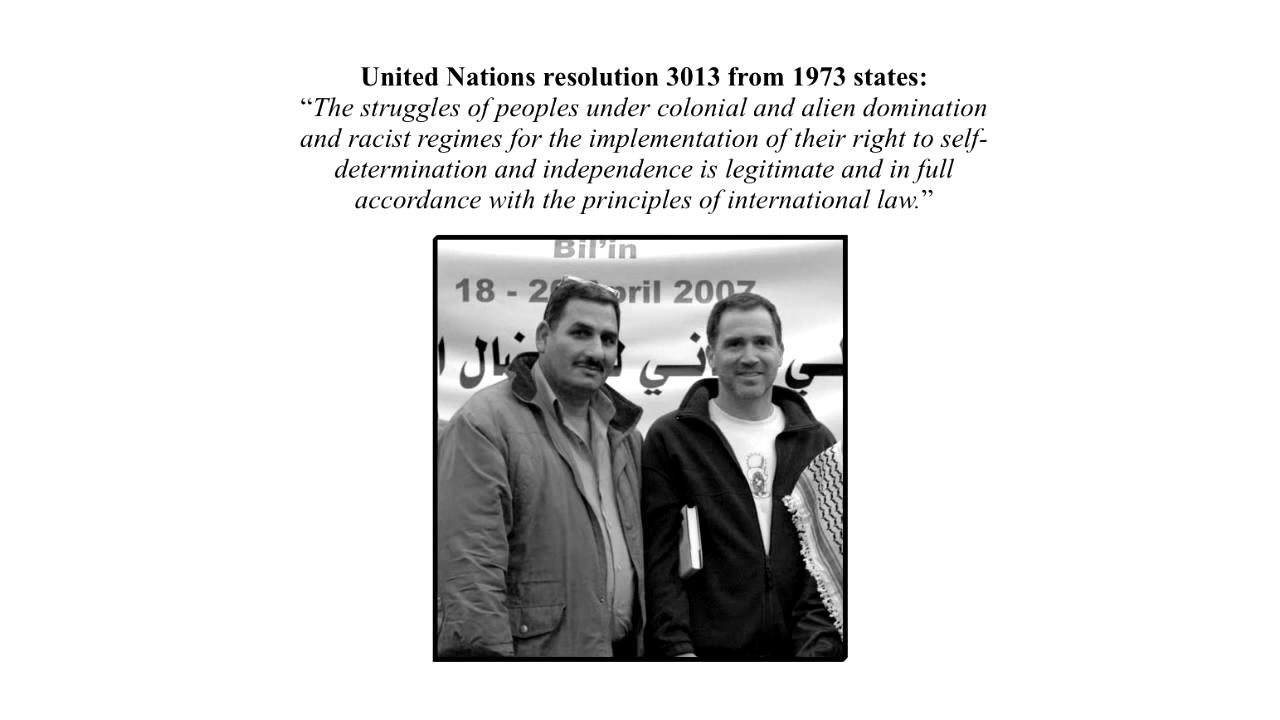 United Nations resolution 3013 from 1973 states:
“The struggles of peoples under colonial and alien domination
and racist regimes for the implementation of their right to self-
determination and independence is legitimate and in full
accordance with the principles of international law.”
Bil’in
18 - 2 April 2007